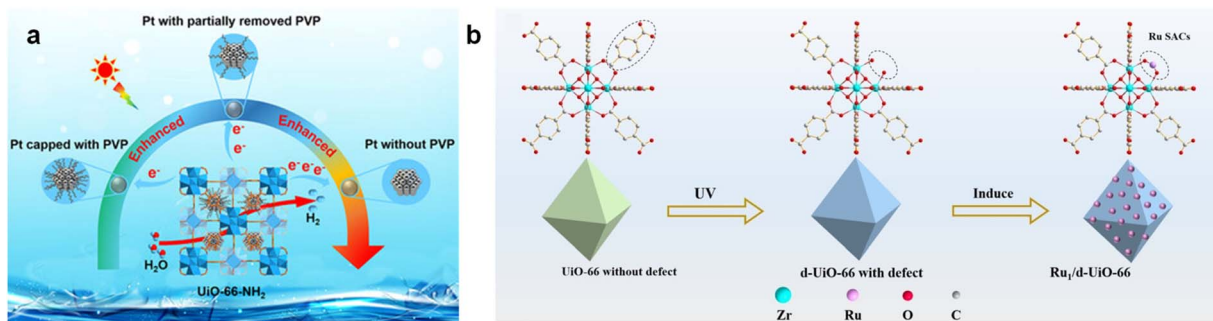 a
Pt with partially removed PVP
Pt capped with PVP
Enhanced
Enhanced
Pt without PVP
e⁻
e⁻
e⁻
e⁻ e⁻ e⁻
H₂
H₂O
UiO-66-NH₂
b
Ru SACs
UV
Induce
UiO-66 without defect
d-UiO-66 with defect
Ru₁/d-UiO-66
Zr
Ru
O
C